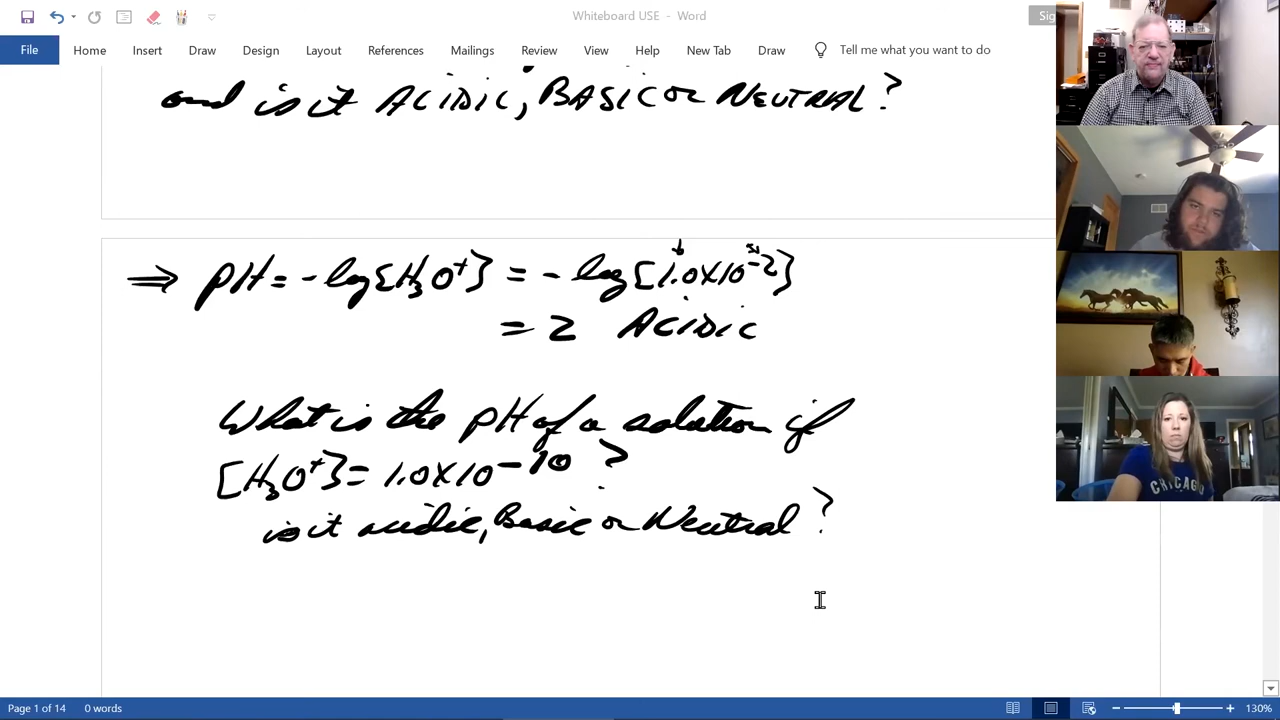 Whiteboard USE - Word
Sig
File Home Insert Draw Design Layout References Mailings Review View Help New Tab Draw Tell me what you want to do
and is it ACIDIC, BASIC or NEUTRAL?
⇒ pH = -log[H₃O⁺] = -log[1.0X10⁻²]
= 2 ACIDIC
What is the pH of a solution if
[H₃O⁺] = 1.0X10⁻¹⁰ ?
is it acidic, Basic or Neutral?
CHICAGO
Page 1 of 14 0 words 130%